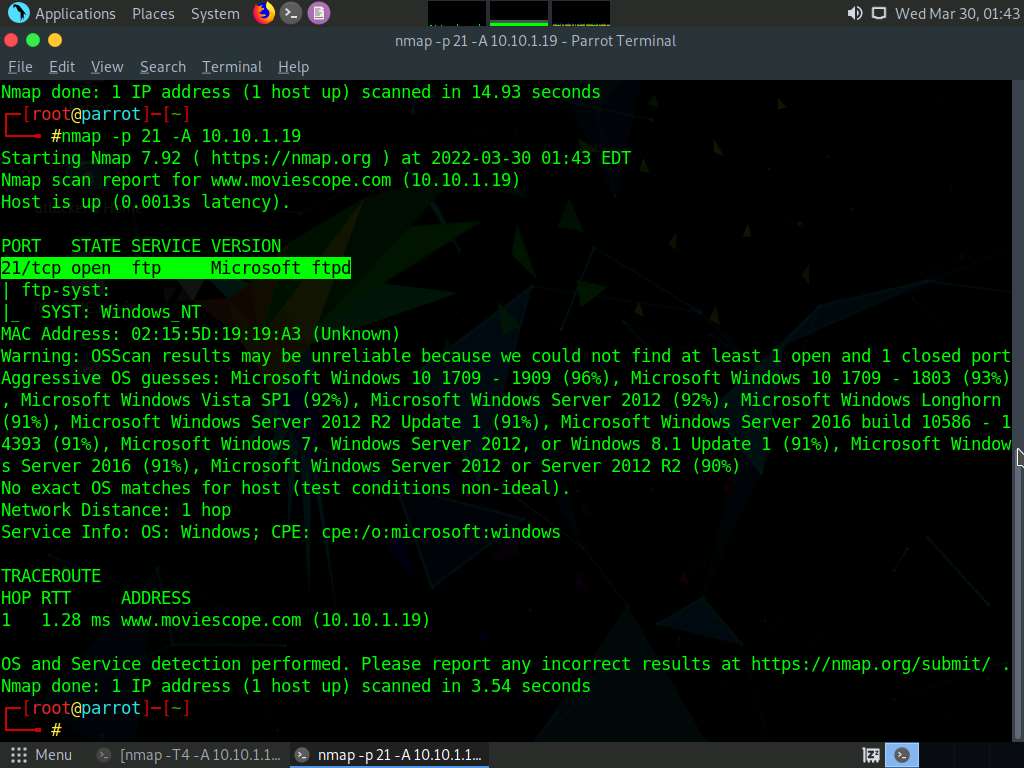 Applications Places System Wed Mar 30, 01:43
nmap -p 21 -A 10.10.1.19 - Parrot Terminal
File Edit View Search Terminal Help
Nmap done: 1 IP address (1 host up) scanned in 14.93 seconds
┌─[root@parrot]─[~]
└──╼ #nmap -p 21 -A 10.10.1.19
Starting Nmap 7.92 ( https://nmap.org ) at 2022-03-30 01:43 EDT
Nmap scan report for www.moviescope.com (10.10.1.19)
Host is up (0.0013s latency).
PORT   STATE SERVICE VERSION
21/tcp open  ftp     Microsoft ftpd
| ftp-syst:
|_  SYST: Windows_NT
MAC Address: 02:15:5D:19:19:A3 (Unknown)
Warning: OSScan results may be unreliable because we could not find at least 1 open and 1 closed port
Aggressive OS guesses: Microsoft Windows 10 1709 - 1909 (96%), Microsoft Windows 10 1709 - 1803 (93%)
, Microsoft Windows Vista SP1 (92%), Microsoft Windows Server 2012 (92%), Microsoft Windows Longhorn
(91%), Microsoft Windows Server 2012 R2 Update 1 (91%), Microsoft Windows Server 2016 build 10586 - 1
4393 (91%), Microsoft Windows 7, Windows Server 2012, or Windows 8.1 Update 1 (91%), Microsoft Window
s Server 2016 (91%), Microsoft Windows Server 2012 or Server 2012 R2 (90%)
No exact OS matches for host (test conditions non-ideal).
Network Distance: 1 hop
Service Info: OS: Windows; CPE: cpe:/o:microsoft:windows
TRACEROUTE
HOP RTT     ADDRESS
1   1.28 ms www.moviescope.com (10.10.1.19)
OS and Service detection performed. Please report any incorrect results at https://nmap.org/submit/ .
Nmap done: 1 IP address (1 host up) scanned in 3.54 seconds
┌─[root@parrot]─[~]
└──╼ #
Menu [nmap -T4 -A 10.10.1.1... nmap -p 21 -A 10.10.1.1...